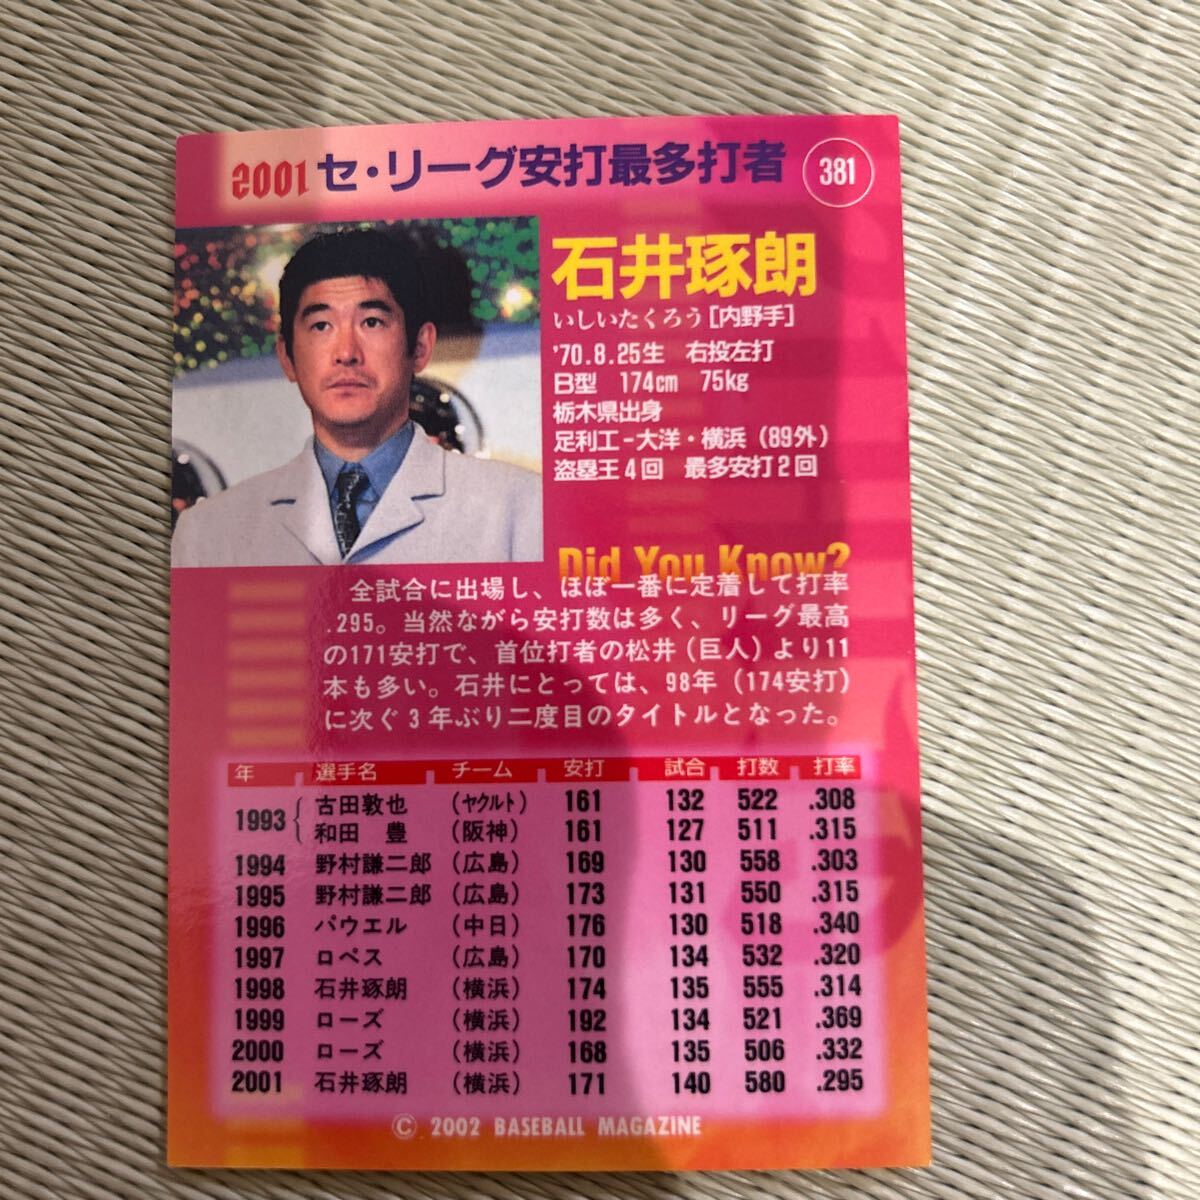 2001 セ・リーグ安打最多打者 381
石井琢朗
いしいたくろう［内野手］
'70.8.25生 右投左打
B型 174cm 75kg
栃木県出身
足利工−大洋・横浜（89外）
盗塁王4回 最多安打2回
Did You Know?
全試合に出場し、ほぼ一番に定着して打率
.295。当然ながら安打数は多く、リーグ最高
の171安打で、首位打者の松井（巨人）より11
本も多い。石井にとっては、98年（174安打）
に次ぐ3年ぶり二度目のタイトルとなった。
年 選手名 チーム 安打 試合 打数 打率
1993 古田敦也 （ヤクルト） 161 132 522 .308
和田 豊 （阪神） 161 127 511 .315
1994 野村謙二郎 （広島） 169 130 558 .303
1995 野村謙二郎 （広島） 173 131 550 .315
1996 パウエル （中日） 176 130 518 .340
1997 ロペス （広島） 170 134 532 .320
1998 石井琢朗 （横浜） 174 135 555 .314
1999 ローズ （横浜） 192 134 521 .369
2000 ローズ （横浜） 168 135 506 .332
2001 石井琢朗 （横浜） 171 140 580 .295
© 2002 BASEBALL MAGAZINE